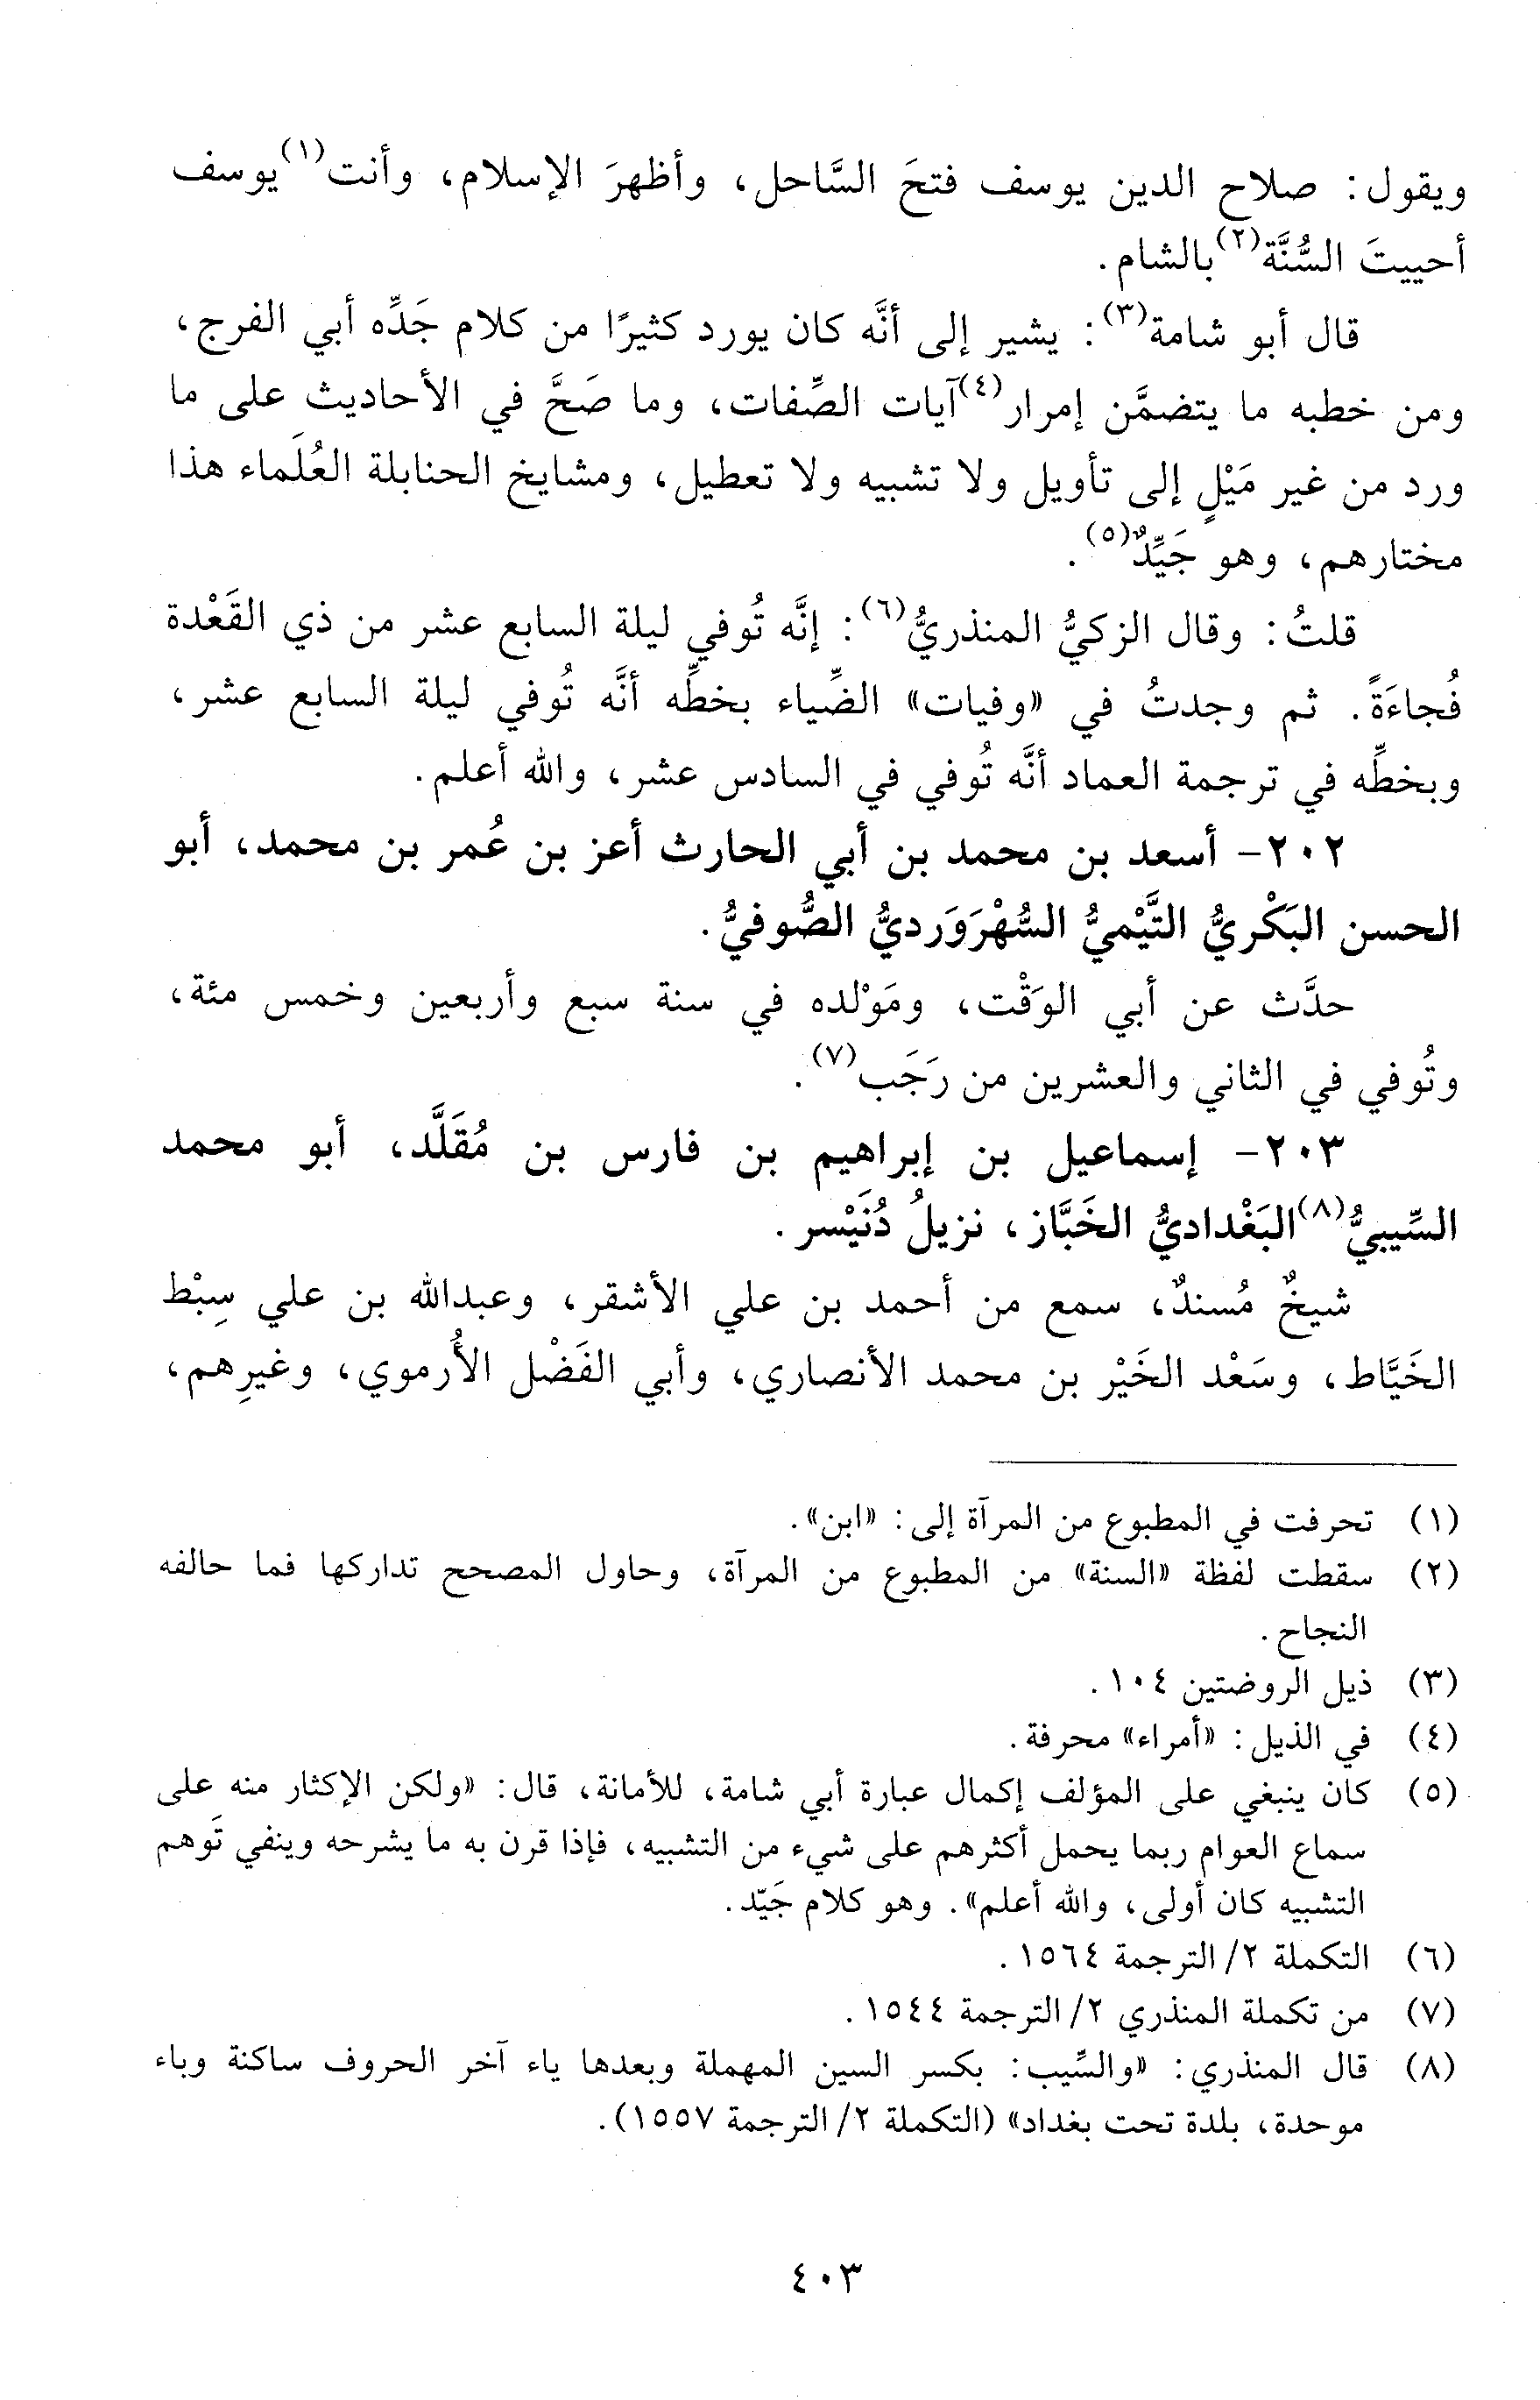 ويقول: صلاح الدين يوسف فتحَ السَّاحل، وأظهرَ الإسلام، وأنت(١) يوسف
أحييتَ السُّنَّة(٢) بالشام.
قال أبو شامة(٣): يشير إلى أنَّه كان يورد كثيرًا من كلام جَدِّه أبي الفرج،
ومن خطبه ما يتضمَّن إمرار(٤) آيات الصِّفات، وما صَحَّ في الأحاديث على ما
ورد من غير مَيْلٍ إلى تأويل ولا تشبيه ولا تعطيل، ومشايخ الحنابلة العُلَماء هذا
مختارهم، وهو جَيِّدٌ(٥).
قلتُ: وقال الزكيُّ المنذريُّ(٦): إنَّه تُوفي ليلة السابع عشر من ذي القَعْدة
فُجاءَةً. ثم وجدتُ في «وفيات» الضِّياء بخطِّه أنَّه تُوفي ليلة السابع عشر،
وبخطِّه في ترجمة العماد أنَّه تُوفي في السادس عشر، والله أعلم.
٢٠٢- أسعد بن محمد بن أبي الحارث أعز بن عُمر بن محمد، أبو
الحسن البَكْريُّ التَّيْميُّ السُّهْرَوَرديُّ الصُّوفيُّ.
حدَّث عن أبي الوَقْت، ومَوْلده في سنة سبع وأربعين وخمس مئة،
وتُوفي في الثاني والعشرين من رَجَب(٧).
٢٠٣- إسماعيل بن إبراهيم بن فارس بن مُقَلَّد، أبو محمد
السِّيبيُّ(٨) البَغْداديُّ الخَبَّاز، نزيلُ دُنَيْسر.
شيخٌ مُسندٌ، سمع من أحمد بن علي الأشقر، وعبدالله بن علي سِبْط
الخَيَّاط، وسَعْد الخَيْر بن محمد الأنصاري، وأبي الفَضْل الأُرموي، وغيرِهم،
(١) تحرفت في المطبوع من المرآة إلى: «ابن».
(٢) سقطت لفظة «السنة» من المطبوع من المرآة، وحاول المصحح تداركها فما حالفه
النجاح.
(٣) ذيل الروضتين ١٠٤.
(٤) في الذيل: «أمراء» محرفة.
(٥) كان ينبغي على المؤلف إكمال عبارة أبي شامة، للأمانة، قال: «ولكن الإكثار منه على
سماع العوام ربما يحمل أكثرهم على شيء من التشبيه، فإذا قرن به ما يشرحه وينفي تَوهم
التشبيه كان أولى، والله أعلم». وهو كلام جَيّد.
(٦) التكملة ٢/ الترجمة ١٥٦٤.
(٧) من تكملة المنذري ٢/ الترجمة ١٥٤٤.
(٨) قال المنذري: «والسِّيب: بكسر السين المهملة وبعدها ياء آخر الحروف ساكنة وباء
موحدة، بلدة تحت بغداد» (التكملة ٢/ الترجمة ١٥٥٧).
٤٠٣